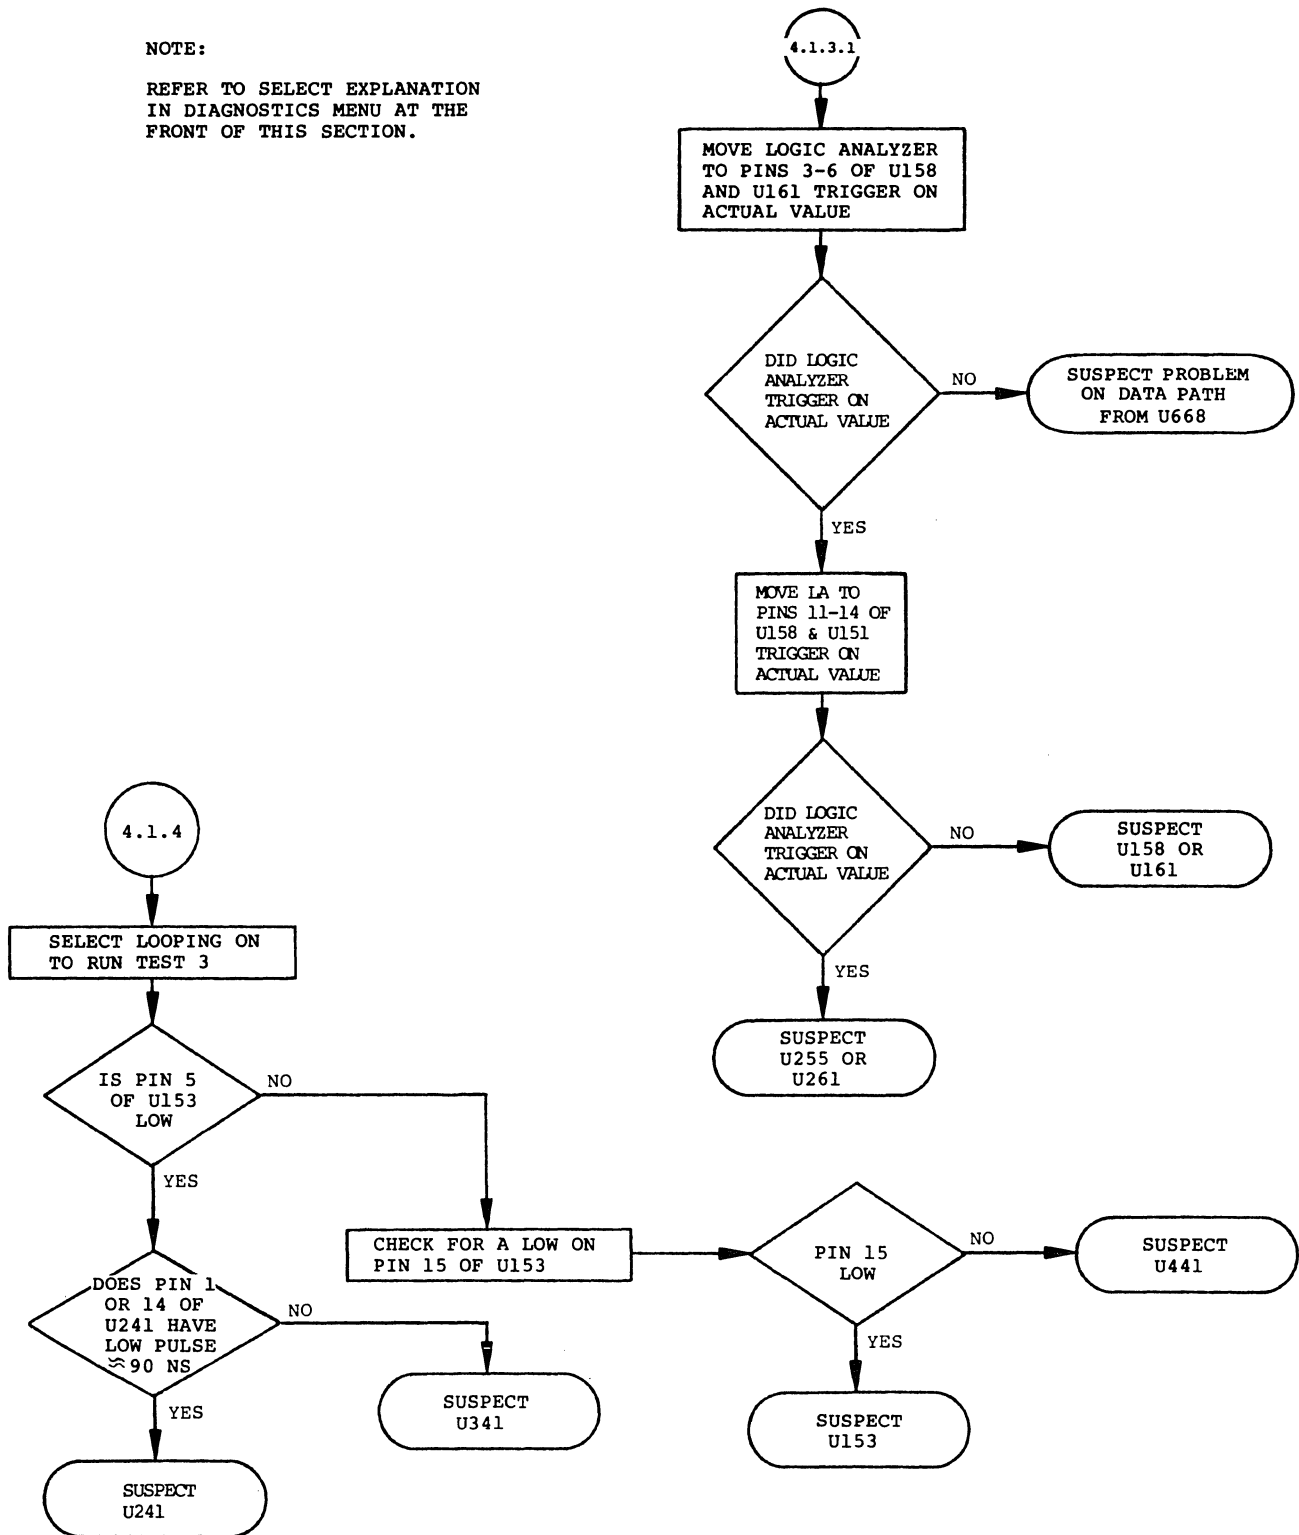 NOTE:
REFER TO SELECT EXPLANATION
IN DIAGNOSTICS MENU AT THE
FRONT OF THIS SECTION.
4.1.3.1
MOVE LOGIC ANALYZER
TO PINS 3-6 OF U158
AND U161 TRIGGER ON
ACTUAL VALUE
DID LOGIC
ANALYZER
TRIGGER ON
ACTUAL VALUE
NO
SUSPECT PROBLEM
ON DATA PATH
FROM U668
YES
MOVE LA TO
PINS 11-14 OF
U158 & U151
TRIGGER ON
ACTUAL VALUE
DID LOGIC
ANALYZER
TRIGGER ON
ACTUAL VALUE
NO
SUSPECT
U158 OR
U161
YES
SUSPECT
U255 OR
U261
4.1.4
SELECT LOOPING ON
TO RUN TEST 3
IS PIN 5
OF U153
LOW
NO
YES
CHECK FOR A LOW ON
PIN 15 OF U153
PIN 15
LOW
NO
SUSPECT
U441
YES
SUSPECT
U153
DOES PIN 1
OR 14 OF
U241 HAVE
LOW PULSE
≈90 NS
NO
SUSPECT
U341
YES
SUSPECT
U241